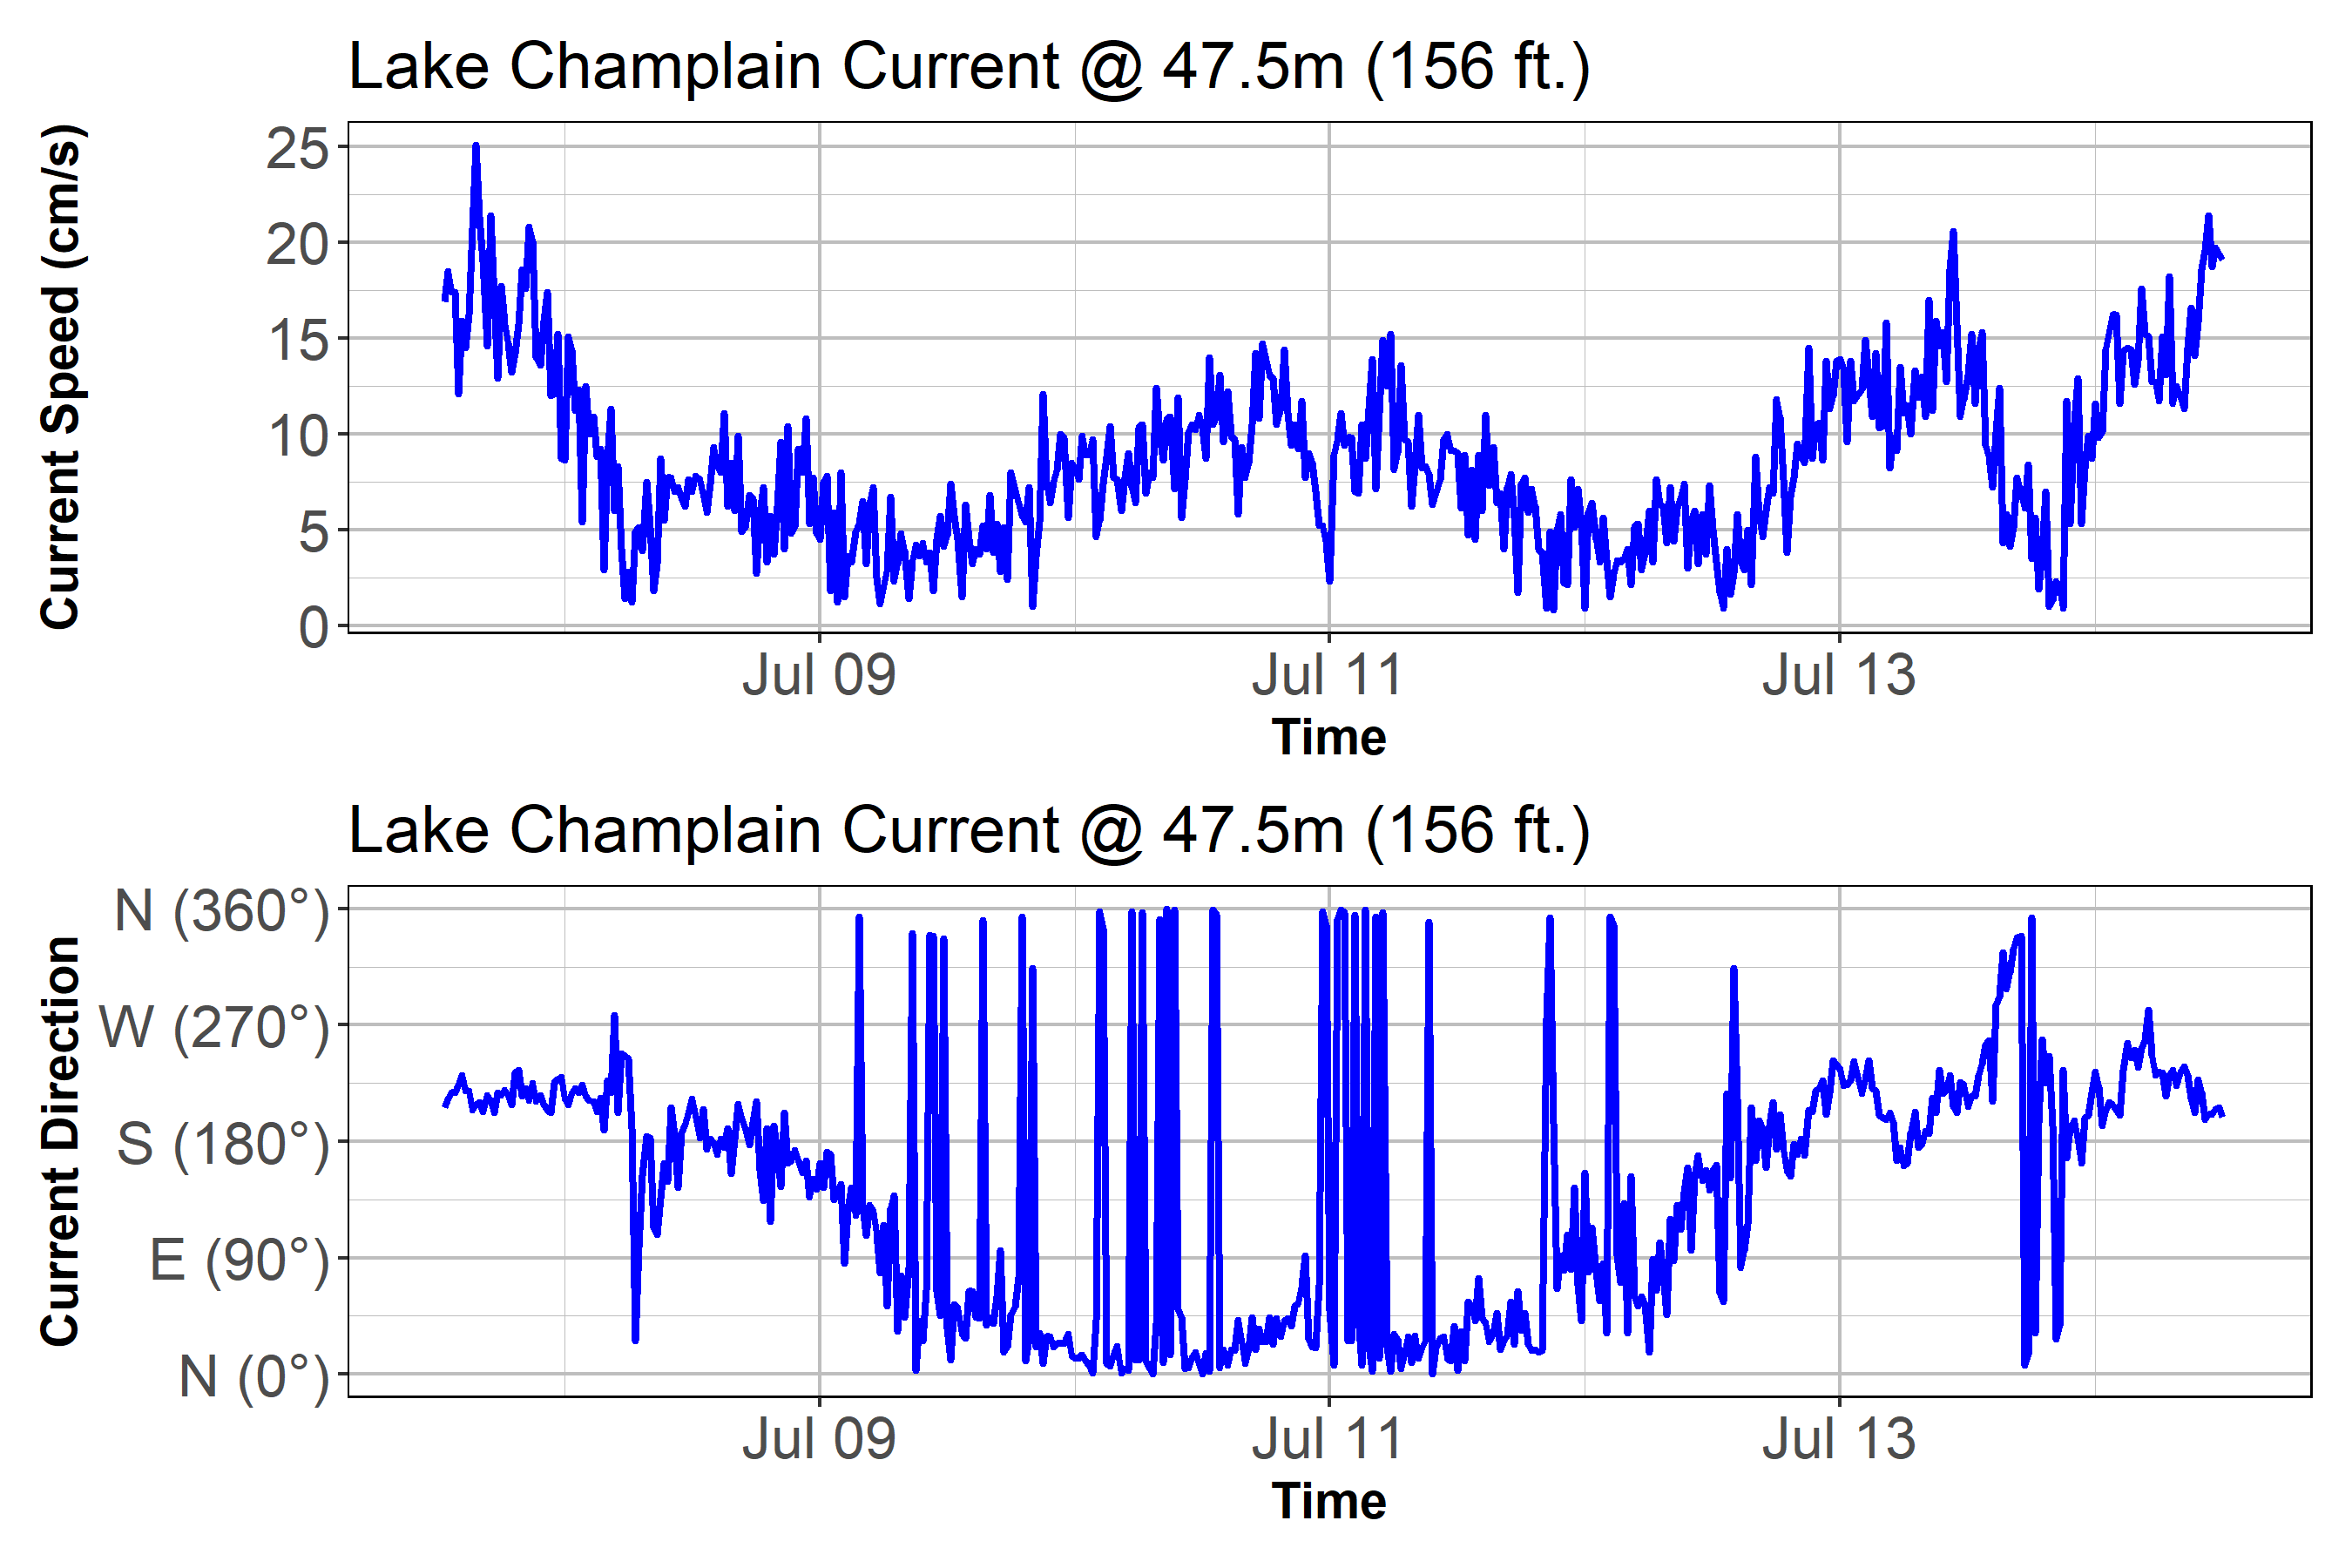 Lake Champlain Current @ 47.5m (156 ft.)
Current Speed (cm/s)
25
20
15
10
5
0
Jul 09 Jul 11 Jul 13
Time
Lake Champlain Current @ 47.5m (156 ft.)
Current Direction
N (360°)
W (270°)
S (180°)
E (90°)
N (0°)
Jul 09 Jul 11 Jul 13
Time